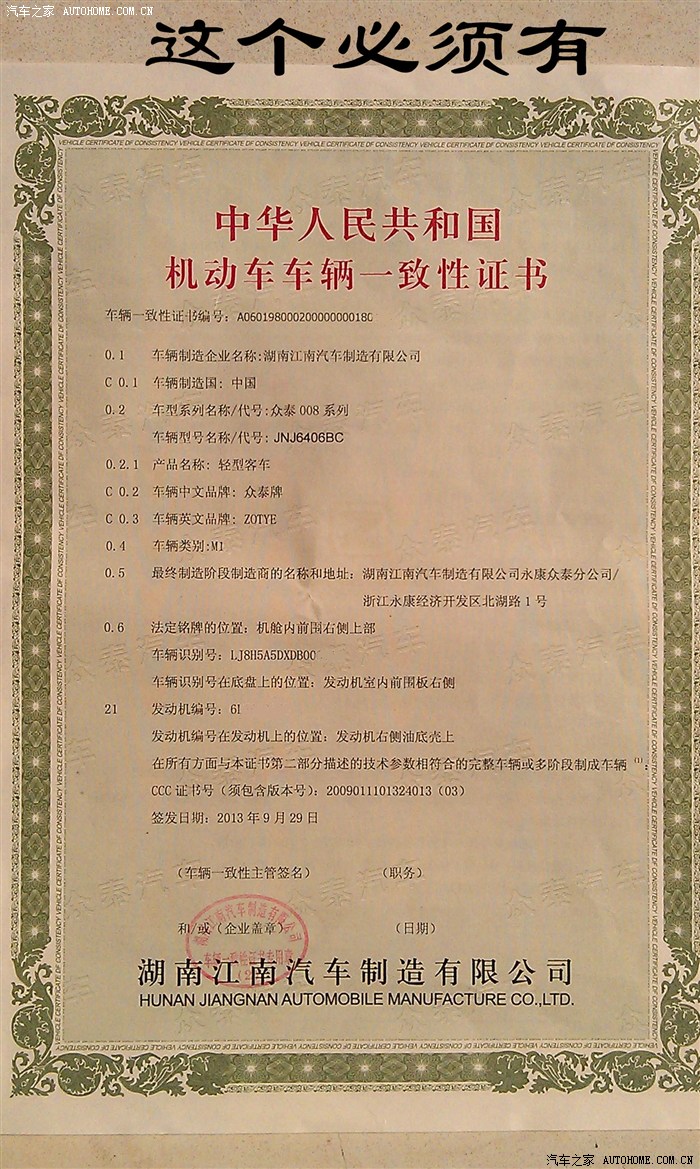 汽车之家 AUTOHOME.COM.CN
这个必须有
VEHICLE CERTIFICATE OF CONSISTENCY
中华人民共和国
机动车车辆一致性证书
车辆一致性证书编号：A060198000200000000180
0.1 车辆制造企业名称:湖南江南汽车制造有限公司
C 0.1 车辆制造国：中国
0.2 车型系列名称/代号:众泰 008 系列
车辆型号名称/代号：JNJ6406BC
0.2.1 产品名称：轻型客车
C 0.2 车辆中文品牌：众泰牌
C 0.3 车辆英文品牌：ZOTYE
0.4 车辆类别:M1
0.5 最终制造阶段制造商的名称和地址：湖南江南汽车制造有限公司永康众泰分公司/
浙江永康经济开发区北湖路 1 号
0.6 法定铭牌的位置：机舱内前围右侧上部
车辆识别号：LJ8H5A5DXDB00
车辆识别号在底盘上的位置：发动机室内前围板右侧
21 发动机编号：61
发动机编号在发动机上的位置：发动机右侧油底壳上
在所有方面与本证书第二部分描述的技术参数相符合的完整车辆或多阶段制成车辆(1)。
CCC 证书号（须包含版本号）：2009011101324013（03）
签发日期：2013 年 9 月 29 日
（车辆一致性主管签名） （职务）
和/或（企业盖章） （日期）
湖南江南汽车制造有限公司
HUNAN JIANGNAN AUTOMOBILE MANUFACTURE CO.,LTD.
汽车之家 AUTOHOME.COM.CN